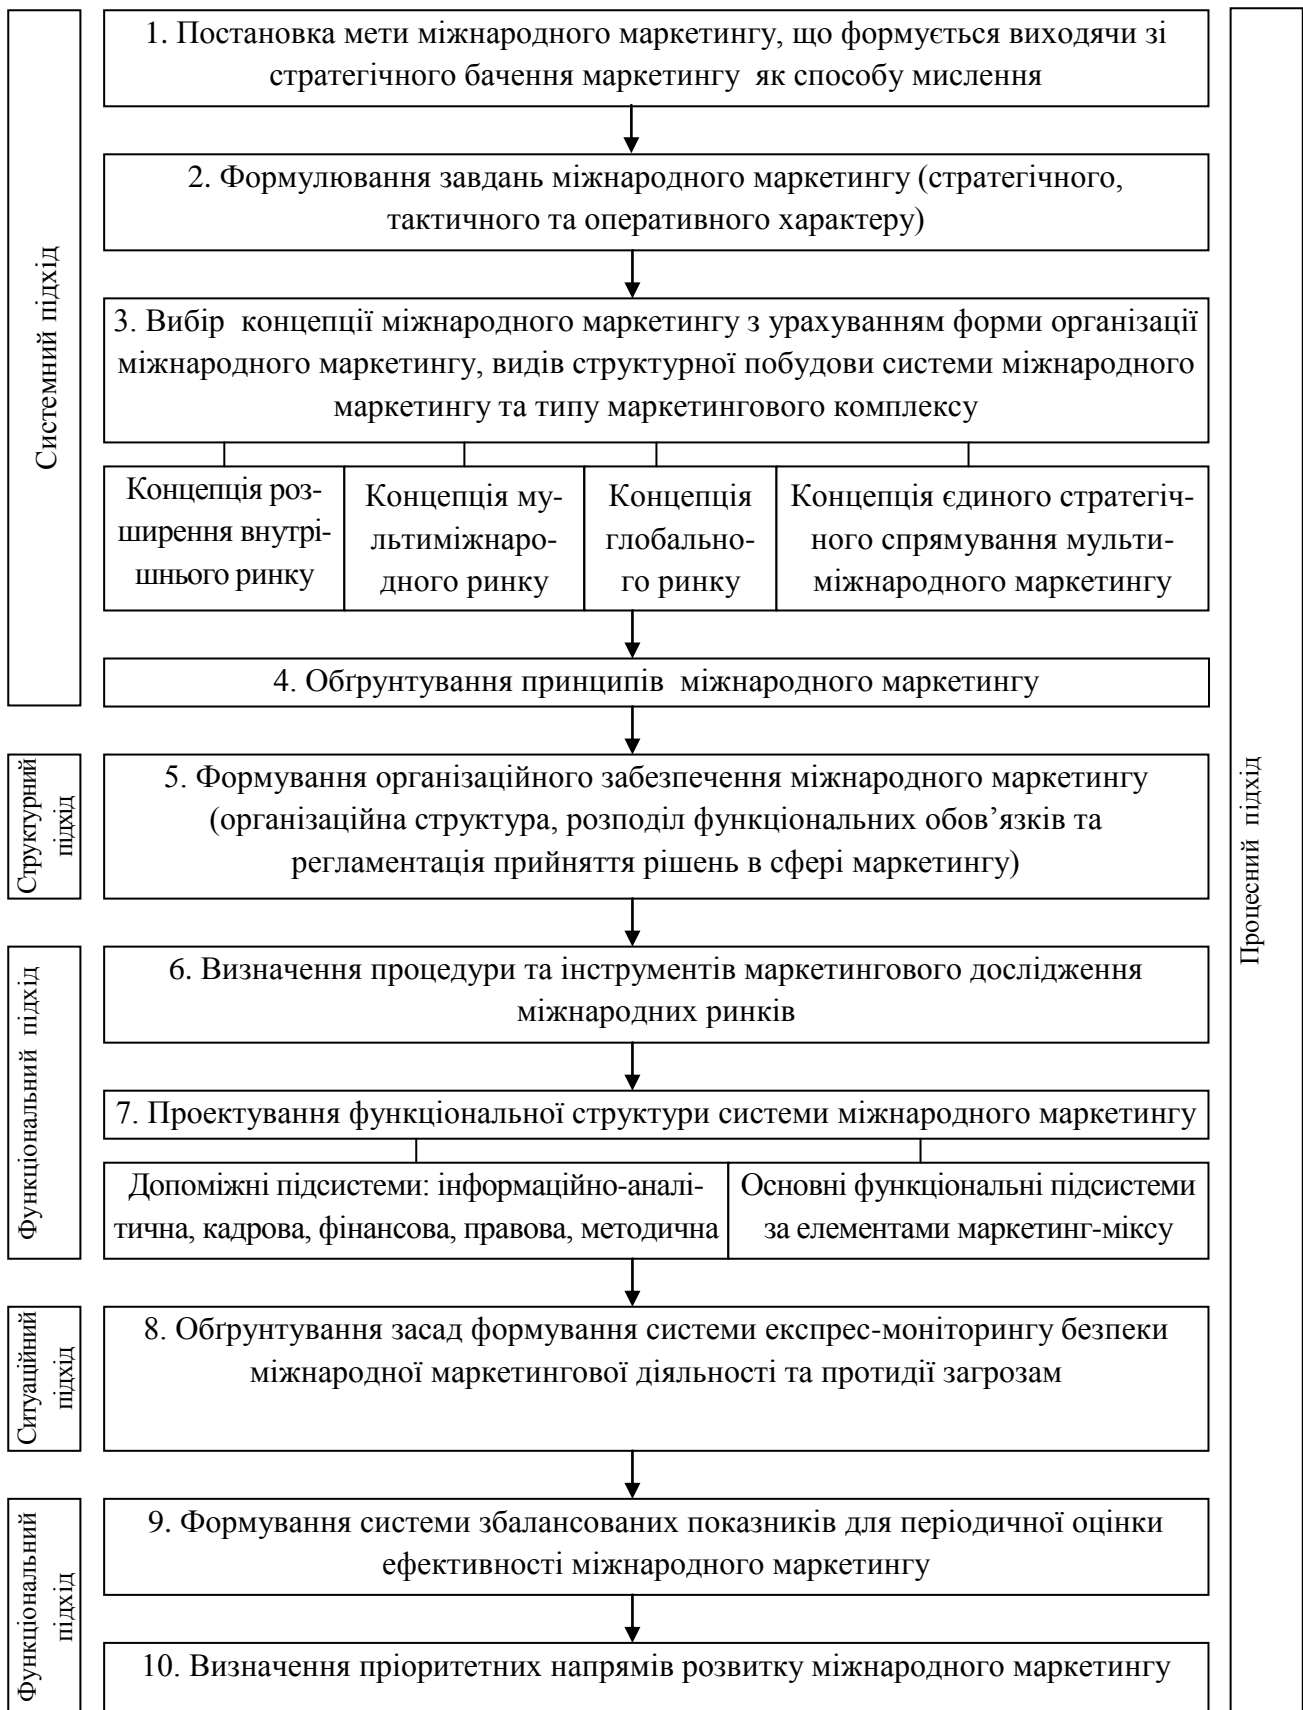 1. Постановка мети міжнародного маркетингу, що формується виходячи зі
стратегічного бачення маркетингу як способу мислення
2. Формулювання завдань міжнародного маркетингу (стратегічного,
тактичного та оперативного характеру)
3. Вибір концепції міжнародного маркетингу з урахуванням форми організації
міжнародного маркетингу, видів структурної побудови системи міжнародного
маркетингу та типу маркетингового комплексу
Концепція роз-
ширення внутрі-
шнього ринку
Концепція му-
льтиміжнаро-
дного ринку
Концепція
глобально-
го ринку
Концепція єдиного стратегіч-
ного спрямування мульти-
міжнародного маркетингу
4. Обґрунтування принципів міжнародного маркетингу
Системний підхід
5. Формування організаційного забезпечення міжнародного маркетингу
(організаційна структура, розподіл функціональних обов’язків та
регламентація прийняття рішень в сфері маркетингу)
Структурний
підхід
6. Визначення процедури та інструментів маркетингового дослідження
міжнародних ринків
7. Проектування функціональної структури системи міжнародного маркетингу
Допоміжні підсистеми: інформаційно-аналі-
тична, кадрова, фінансова, правова, методична
Основні функціональні підсистеми
за елементами маркетинг-міксу
Функціональний підхід
8. Обґрунтування засад формування системи експрес-моніторингу безпеки
міжнародної маркетингової діяльності та протидії загрозам
Ситуаційний
підхід
9. Формування системи збалансованих показників для періодичної оцінки
ефективності міжнародного маркетингу
10. Визначення пріоритетних напрямів розвитку міжнародного маркетингу
Функціональний
підхід
Процесний підхід